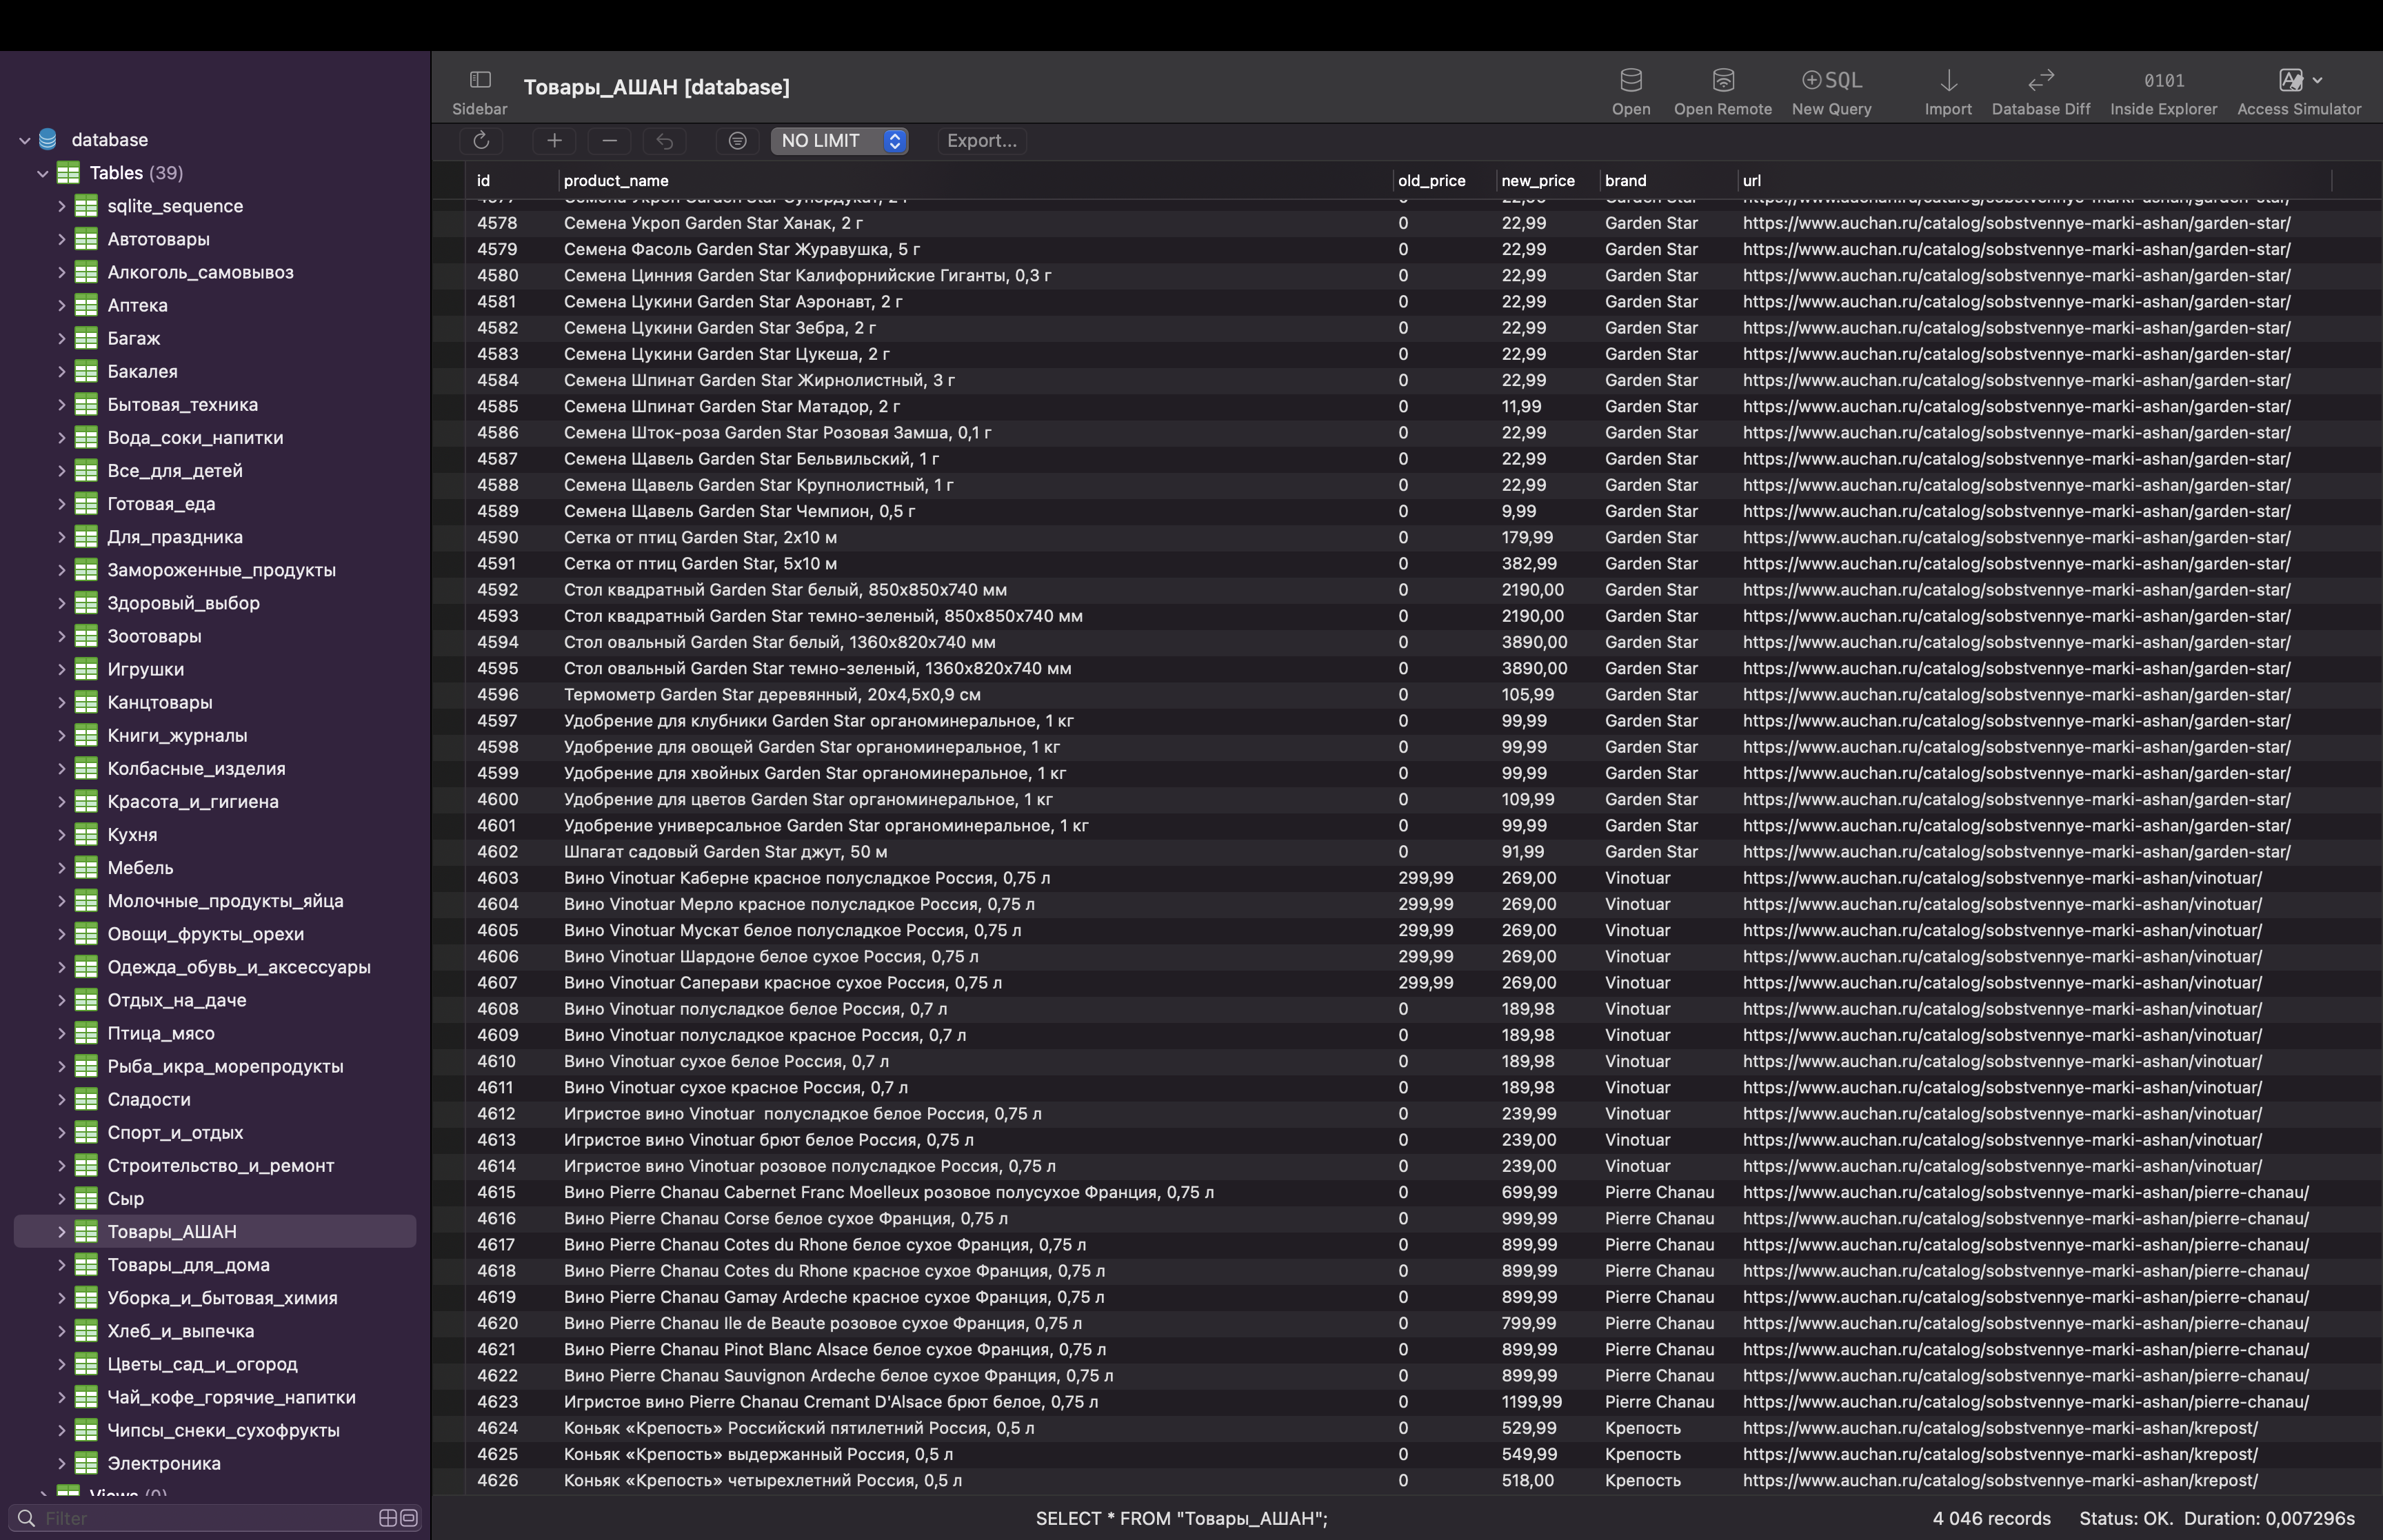 Sidebar
Товары_АШАН [database]
Open
Open Remote
SQL
New Query
Import
Database Diff
0101
Inside Explorer
Access Simulator
NO LIMIT
Export...
database
Tables (39)
sqlite_sequence
Автотовары
Алкоголь_самовывоз
Аптека
Багаж
Бакалея
Бытовая_техника
Вода_соки_напитки
Все_для_детей
Готовая_еда
Для_праздника
Замороженные_продукты
Здоровый_выбор
Зоотовары
Игрушки
Канцтовары
Книги_журналы
Колбасные_изделия
Красота_и_гигиена
Кухня
Мебель
Молочные_продукты_яйца
Овощи_фрукты_орехи
Одежда_обувь_и_аксессуары
Отдых_на_даче
Птица_мясо
Рыба_икра_морепродукты
Сладости
Спорт_и_отдых
Строительство_и_ремонт
Сыр
Товары_АШАН
Товары_для_дома
Уборка_и_бытовая_химия
Хлеб_и_выпечка
Цветы_сад_и_огород
Чай_кофе_горячие_напитки
Чипсы_снеки_сухофрукты
Электроника
Views (0)
Filter
id product_name old_price new_price brand url
4578 Семена Укроп Garden Star Ханак, 2 г 0 22,99 Garden Star https://www.auchan.ru/catalog/sobstvennye-marki-ashan/garden-star/
4579 Семена Фасоль Garden Star Журавушка, 5 г 0 22,99 Garden Star https://www.auchan.ru/catalog/sobstvennye-marki-ashan/garden-star/
4580 Семена Цинния Garden Star Калифорнийские Гиганты, 0,3 г 0 22,99 Garden Star https://www.auchan.ru/catalog/sobstvennye-marki-ashan/garden-star/
4581 Семена Цукини Garden Star Аэронавт, 2 г 0 22,99 Garden Star https://www.auchan.ru/catalog/sobstvennye-marki-ashan/garden-star/
4582 Семена Цукини Garden Star Зебра, 2 г 0 22,99 Garden Star https://www.auchan.ru/catalog/sobstvennye-marki-ashan/garden-star/
4583 Семена Цукини Garden Star Цукеша, 2 г 0 22,99 Garden Star https://www.auchan.ru/catalog/sobstvennye-marki-ashan/garden-star/
4584 Семена Шпинат Garden Star Жирнолистный, 3 г 0 22,99 Garden Star https://www.auchan.ru/catalog/sobstvennye-marki-ashan/garden-star/
4585 Семена Шпинат Garden Star Матадор, 2 г 0 11,99 Garden Star https://www.auchan.ru/catalog/sobstvennye-marki-ashan/garden-star/
4586 Семена Шток-роза Garden Star Розовая Замша, 0,1 г 0 22,99 Garden Star https://www.auchan.ru/catalog/sobstvennye-marki-ashan/garden-star/
4587 Семена Щавель Garden Star Бельвильский, 1 г 0 22,99 Garden Star https://www.auchan.ru/catalog/sobstvennye-marki-ashan/garden-star/
4588 Семена Щавель Garden Star Крупнолистный, 1 г 0 22,99 Garden Star https://www.auchan.ru/catalog/sobstvennye-marki-ashan/garden-star/
4589 Семена Щавель Garden Star Чемпион, 0,5 г 0 9,99 Garden Star https://www.auchan.ru/catalog/sobstvennye-marki-ashan/garden-star/
4590 Сетка от птиц Garden Star, 2x10 м 0 179,99 Garden Star https://www.auchan.ru/catalog/sobstvennye-marki-ashan/garden-star/
4591 Сетка от птиц Garden Star, 5x10 м 0 382,99 Garden Star https://www.auchan.ru/catalog/sobstvennye-marki-ashan/garden-star/
4592 Стол квадратный Garden Star белый, 850x850x740 мм 0 2190,00 Garden Star https://www.auchan.ru/catalog/sobstvennye-marki-ashan/garden-star/
4593 Стол квадратный Garden Star темно-зеленый, 850x850x740 мм 0 2190,00 Garden Star https://www.auchan.ru/catalog/sobstvennye-marki-ashan/garden-star/
4594 Стол овальный Garden Star белый, 1360x820x740 мм 0 3890,00 Garden Star https://www.auchan.ru/catalog/sobstvennye-marki-ashan/garden-star/
4595 Стол овальный Garden Star темно-зеленый, 1360x820x740 мм 0 3890,00 Garden Star https://www.auchan.ru/catalog/sobstvennye-marki-ashan/garden-star/
4596 Термометр Garden Star деревянный, 20x4,5x0,9 см 0 105,99 Garden Star https://www.auchan.ru/catalog/sobstvennye-marki-ashan/garden-star/
4597 Удобрение для клубники Garden Star органоминеральное, 1 кг 0 99,99 Garden Star https://www.auchan.ru/catalog/sobstvennye-marki-ashan/garden-star/
4598 Удобрение для овощей Garden Star органоминеральное, 1 кг 0 99,99 Garden Star https://www.auchan.ru/catalog/sobstvennye-marki-ashan/garden-star/
4599 Удобрение для хвойных Garden Star органоминеральное, 1 кг 0 99,99 Garden Star https://www.auchan.ru/catalog/sobstvennye-marki-ashan/garden-star/
4600 Удобрение для цветов Garden Star органоминеральное, 1 кг 0 109,99 Garden Star https://www.auchan.ru/catalog/sobstvennye-marki-ashan/garden-star/
4601 Удобрение универсальное Garden Star органоминеральное, 1 кг 0 99,99 Garden Star https://www.auchan.ru/catalog/sobstvennye-marki-ashan/garden-star/
4602 Шпагат садовый Garden Star джут, 50 м 0 91,99 Garden Star https://www.auchan.ru/catalog/sobstvennye-marki-ashan/garden-star/
4603 Вино Vinotuar Каберне красное полусладкое Россия, 0,75 л 299,99 269,00 Vinotuar https://www.auchan.ru/catalog/sobstvennye-marki-ashan/vinotuar/
4604 Вино Vinotuar Мерло красное полусладкое Россия, 0,75 л 299,99 269,00 Vinotuar https://www.auchan.ru/catalog/sobstvennye-marki-ashan/vinotuar/
4605 Вино Vinotuar Мускат белое полусладкое Россия, 0,75 л 299,99 269,00 Vinotuar https://www.auchan.ru/catalog/sobstvennye-marki-ashan/vinotuar/
4606 Вино Vinotuar Шардоне белое сухое Россия, 0,75 л 299,99 269,00 Vinotuar https://www.auchan.ru/catalog/sobstvennye-marki-ashan/vinotuar/
4607 Вино Vinotuar Саперави красное сухое Россия, 0,75 л 299,99 269,00 Vinotuar https://www.auchan.ru/catalog/sobstvennye-marki-ashan/vinotuar/
4608 Вино Vinotuar полусладкое белое Россия, 0,7 л 0 189,98 Vinotuar https://www.auchan.ru/catalog/sobstvennye-marki-ashan/vinotuar/
4609 Вино Vinotuar полусладкое красное Россия, 0,7 л 0 189,98 Vinotuar https://www.auchan.ru/catalog/sobstvennye-marki-ashan/vinotuar/
4610 Вино Vinotuar сухое белое Россия, 0,7 л 0 189,98 Vinotuar https://www.auchan.ru/catalog/sobstvennye-marki-ashan/vinotuar/
4611 Вино Vinotuar сухое красное Россия, 0,7 л 0 189,98 Vinotuar https://www.auchan.ru/catalog/sobstvennye-marki-ashan/vinotuar/
4612 Игристое вино Vinotuar  полусладкое белое Россия, 0,75 л 0 239,99 Vinotuar https://www.auchan.ru/catalog/sobstvennye-marki-ashan/vinotuar/
4613 Игристое вино Vinotuar брют белое Россия, 0,75 л 0 239,00 Vinotuar https://www.auchan.ru/catalog/sobstvennye-marki-ashan/vinotuar/
4614 Игристое вино Vinotuar розовое полусладкое Россия, 0,75 л 0 239,00 Vinotuar https://www.auchan.ru/catalog/sobstvennye-marki-ashan/vinotuar/
4615 Вино Pierre Chanau Cabernet Franc Moelleux розовое полусухое Франция, 0,75 л 0 699,99 Pierre Chanau https://www.auchan.ru/catalog/sobstvennye-marki-ashan/pierre-chanau/
4616 Вино Pierre Chanau Corse белое сухое Франция, 0,75 л 0 999,99 Pierre Chanau https://www.auchan.ru/catalog/sobstvennye-marki-ashan/pierre-chanau/
4617 Вино Pierre Chanau Cotes du Rhone белое сухое Франция, 0,75 л 0 899,99 Pierre Chanau https://www.auchan.ru/catalog/sobstvennye-marki-ashan/pierre-chanau/
4618 Вино Pierre Chanau Cotes du Rhone красное сухое Франция, 0,75 л 0 899,99 Pierre Chanau https://www.auchan.ru/catalog/sobstvennye-marki-ashan/pierre-chanau/
4619 Вино Pierre Chanau Gamay Ardeche красное сухое Франция, 0,75 л 0 899,99 Pierre Chanau https://www.auchan.ru/catalog/sobstvennye-marki-ashan/pierre-chanau/
4620 Вино Pierre Chanau Ile de Beaute розовое сухое Франция, 0,75 л 0 799,99 Pierre Chanau https://www.auchan.ru/catalog/sobstvennye-marki-ashan/pierre-chanau/
4621 Вино Pierre Chanau Pinot Blanc Alsace белое сухое Франция, 0,75 л 0 899,99 Pierre Chanau https://www.auchan.ru/catalog/sobstvennye-marki-ashan/pierre-chanau/
4622 Вино Pierre Chanau Sauvignon Ardeche белое сухое Франция, 0,75 л 0 899,99 Pierre Chanau https://www.auchan.ru/catalog/sobstvennye-marki-ashan/pierre-chanau/
4623 Игристое вино Pierre Chanau Cremant D'Alsace брют белое, 0,75 л 0 1199,99 Pierre Chanau https://www.auchan.ru/catalog/sobstvennye-marki-ashan/pierre-chanau/
4624 Коньяк «Крепость» Российский пятилетний Россия, 0,5 л 0 529,99 Крепость https://www.auchan.ru/catalog/sobstvennye-marki-ashan/krepost/
4625 Коньяк «Крепость» выдержанный Россия, 0,5 л 0 549,99 Крепость https://www.auchan.ru/catalog/sobstvennye-marki-ashan/krepost/
4626 Коньяк «Крепость» четырехлетний Россия, 0,5 л 0 518,00 Крепость https://www.auchan.ru/catalog/sobstvennye-marki-ashan/krepost/
SELECT * FROM "Товары_АШАН";
4 046 records
Status: OK. Duration: 0,007296s